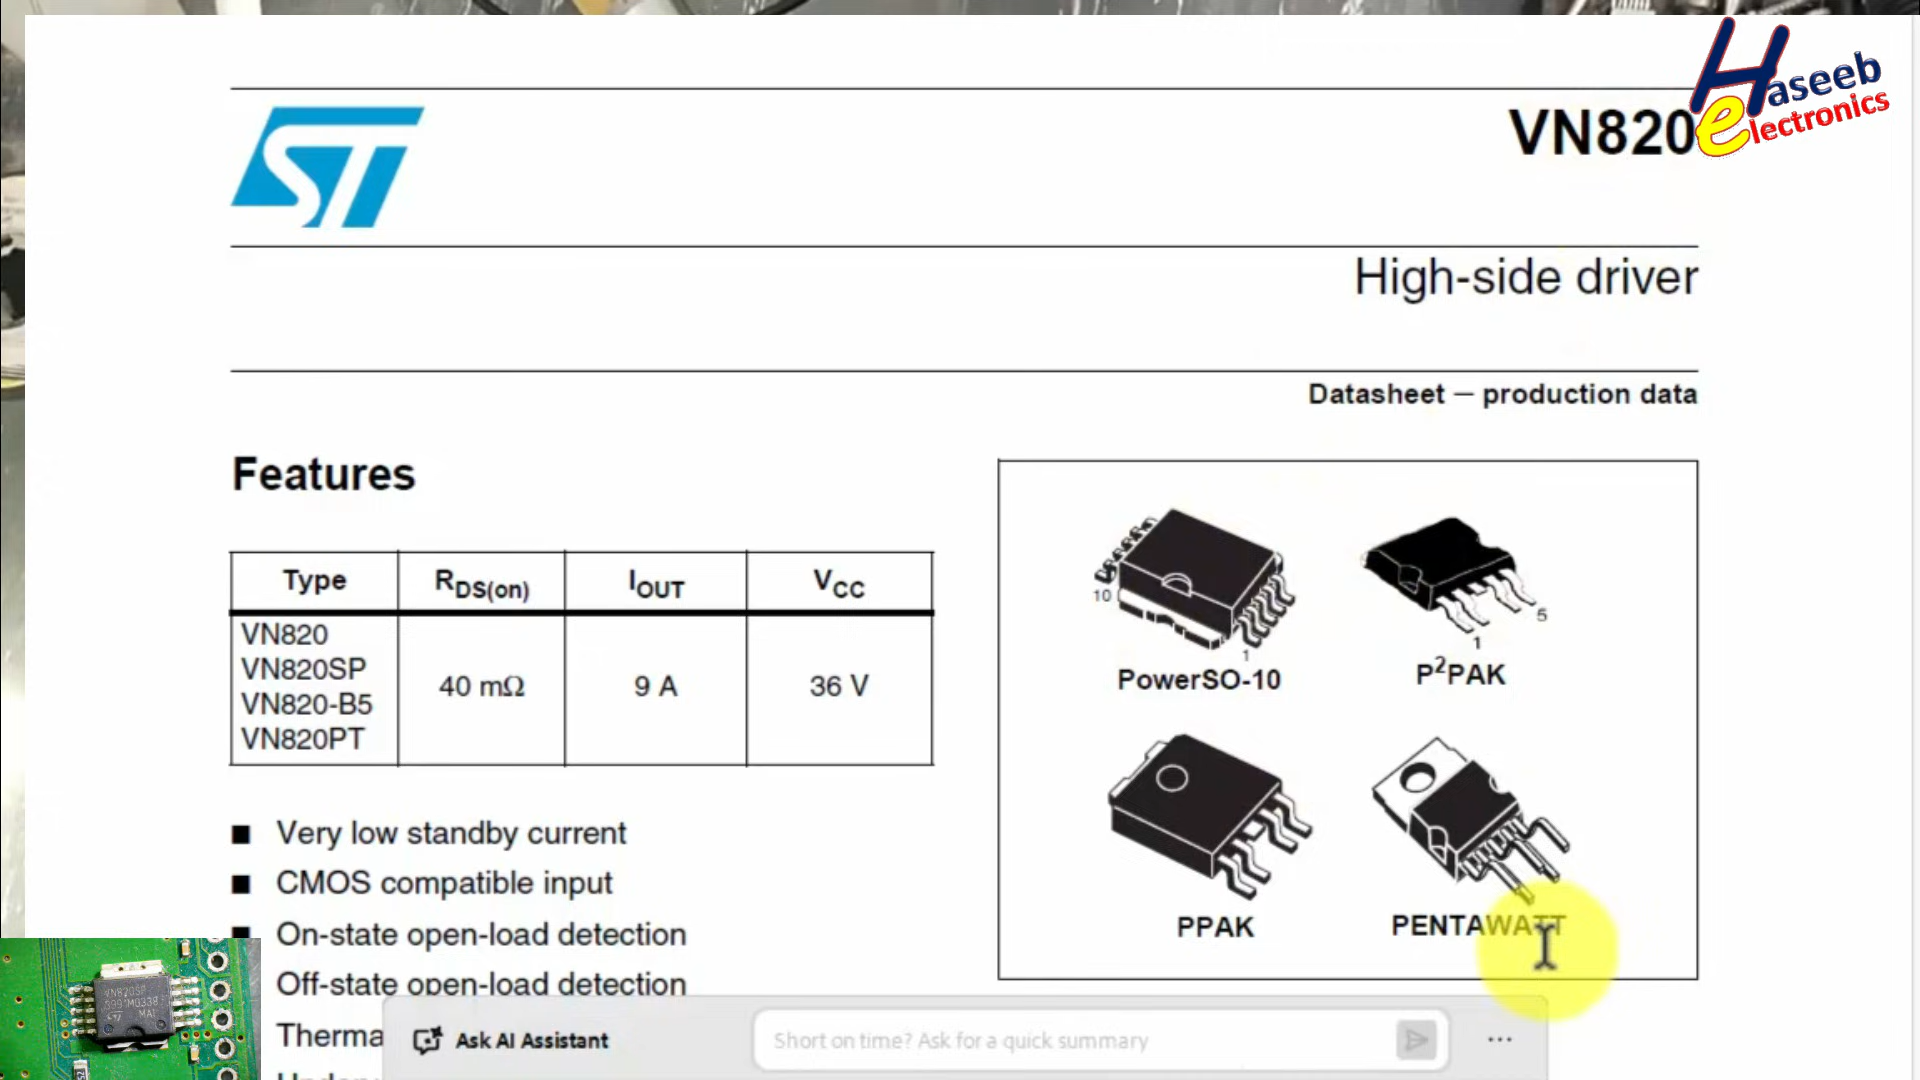 Haseeb
electronics
ST
VN820
High-side driver
Datasheet — production data
Features
Type RDS(on) IOUT VCC
VN820
VN820SP
VN820-B5
VN820PT
40 mΩ 9 A 36 V
10
1
PowerSO-10
5
1
P²PAK
PPAK
PENTAWATT
■ Very low standby current
■ CMOS compatible input
■ On-state open-load detection
Off-state open-load detection
Therma
VN820SP
MAL
Ask AI Assistant
Short on time? Ask for a quick summary